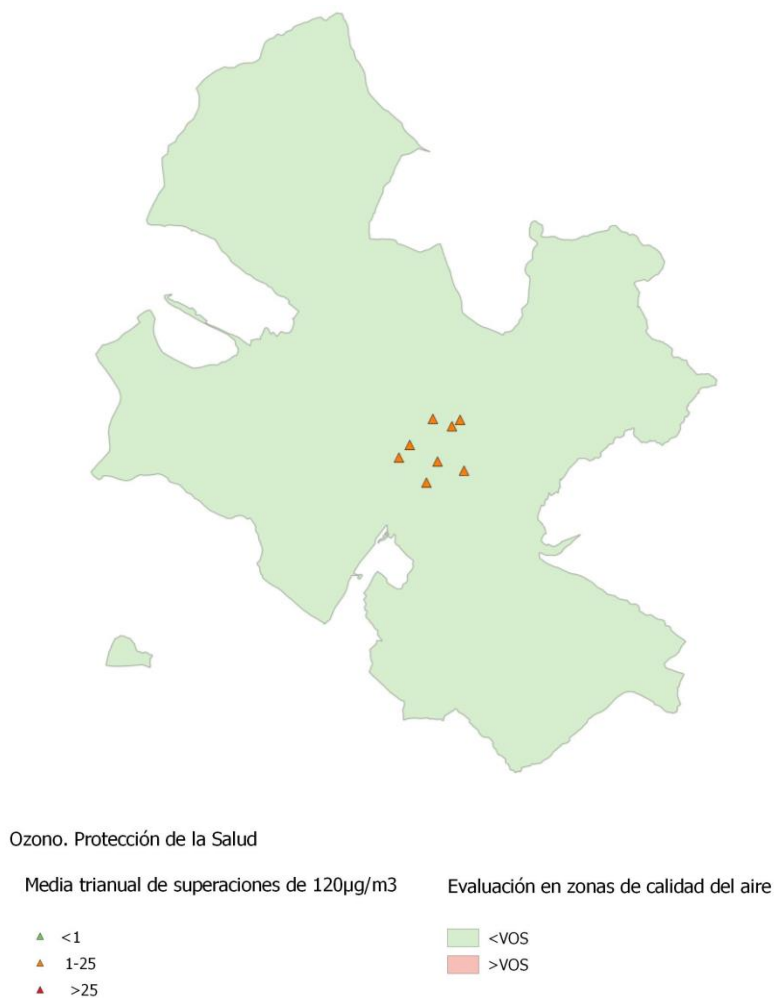 Ozono. Protección de la Salud
Media trianual de superaciones de 120µg/m3
<1
1-25
>25
Evaluación en zonas de calidad del aire
<VOS
>VOS